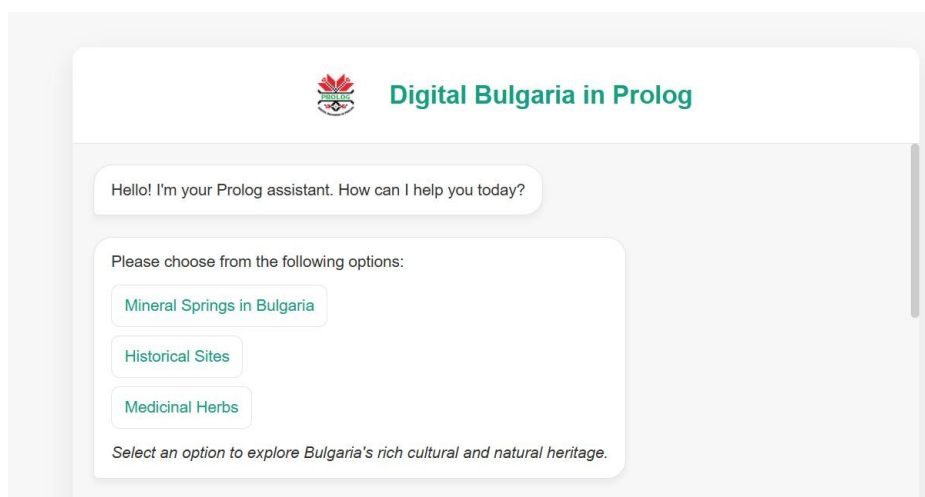 PROLOG
Digital Bulgaria in Prolog
Hello! I'm your Prolog assistant. How can I help you today?
Please choose from the following options:
Mineral Springs in Bulgaria
Historical Sites
Medicinal Herbs
Select an option to explore Bulgaria's rich cultural and natural heritage.